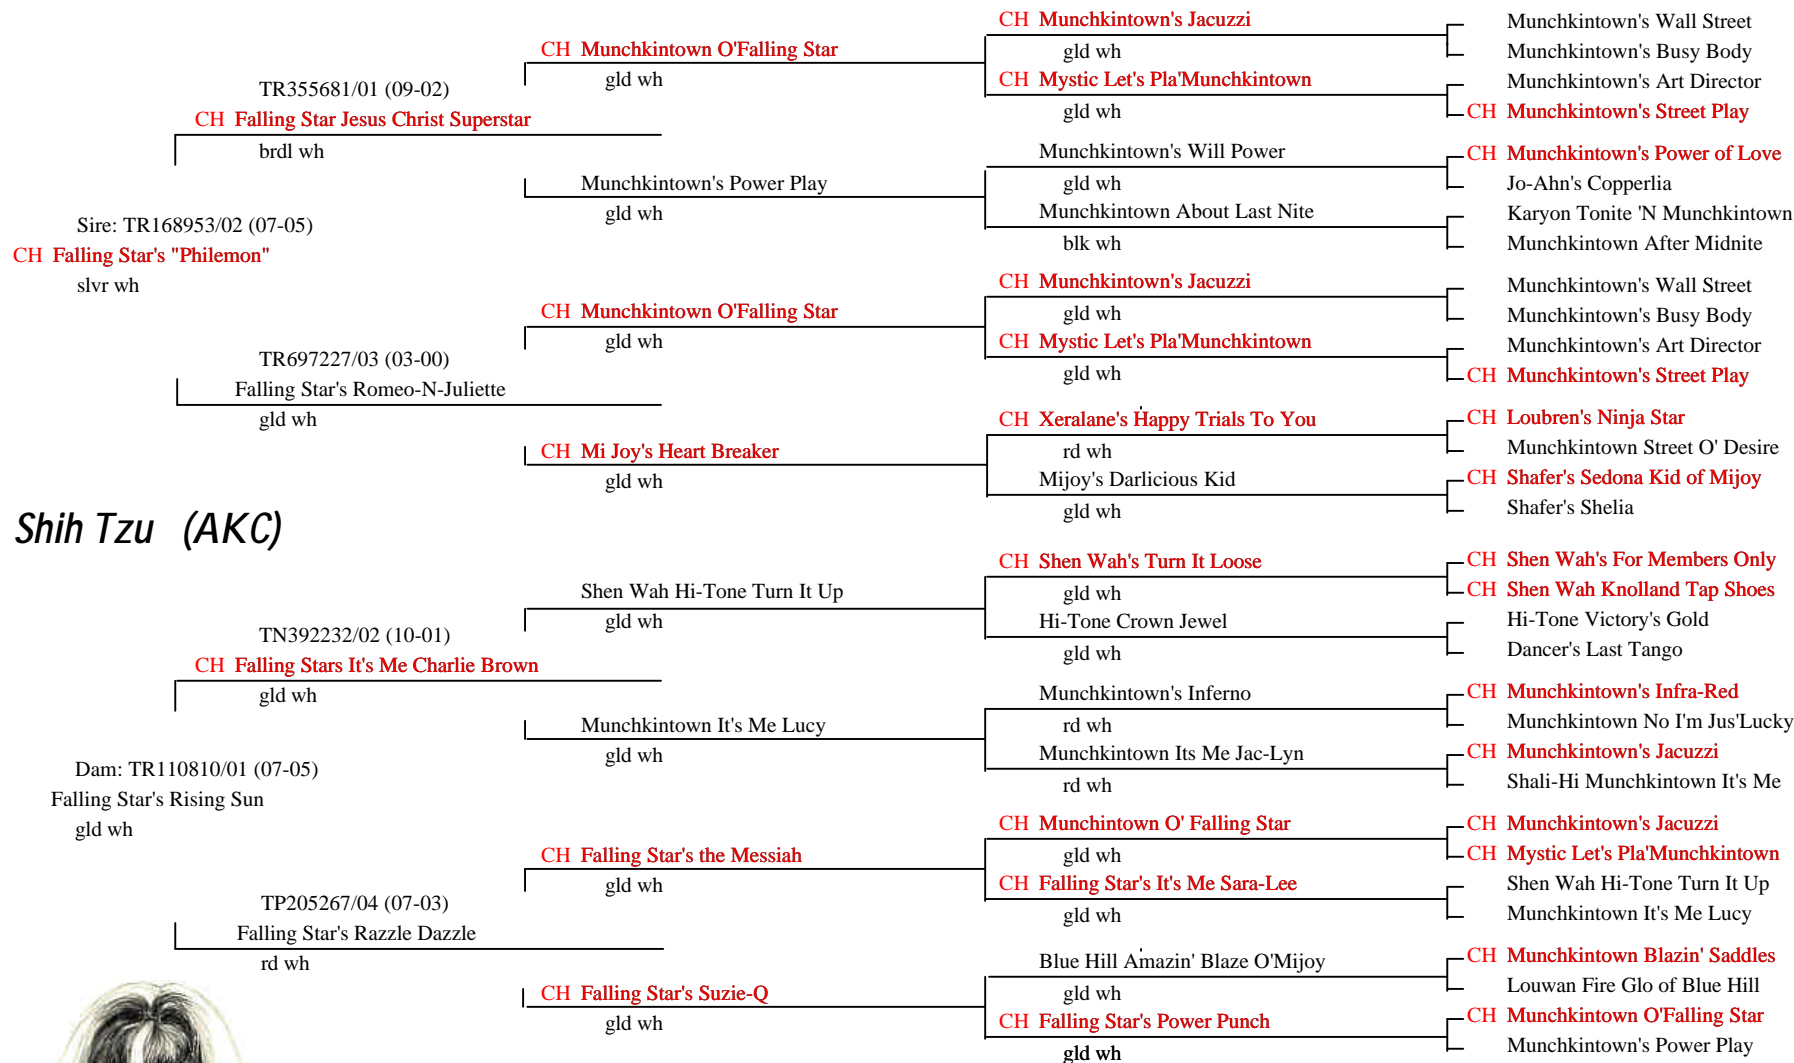 CH Munchkintown's Jacuzzi
Munchkintown's Wall Street
CH Munchkintown O'Falling Star
gld wh
Munchkintown's Busy Body
TR355681/01 (09-02)
gld wh
CH Mystic Let's Pla'Munchkintown
Munchkintown's Art Director
CH Falling Star Jesus Christ Superstar
gld wh
CH Munchkintown's Street Play
brdl wh
Munchkintown's Will Power
CH Munchkintown's Power of Love
Munchkintown's Power Play
gld wh
Jo-Ahn's Copperlia
Sire: TR168953/02 (07-05)
gld wh
Munchkintown About Last Nite
Karyon Tonite 'N Munchkintown
CH Falling Star's "Philemon"
blk wh
Munchkintown After Midnite
slvr wh
CH Munchkintown's Jacuzzi
Munchkintown's Wall Street
CH Munchkintown O'Falling Star
gld wh
Munchkintown's Busy Body
TR697227/03 (03-00)
gld wh
CH Mystic Let's Pla'Munchkintown
Munchkintown's Art Director
Falling Star's Romeo-N-Juliette
gld wh
CH Munchkintown's Street Play
gld wh
CH Xeralane's Happy Trials To You
CH Loubren's Ninja Star
CH Mi Joy's Heart Breaker
rd wh
Munchkintown Street O' Desire
gld wh
Mijoy's Darlicious Kid
CH Shafer's Sedona Kid of Mijoy
gld wh
Shafer's Shelia
Shih Tzu (AKC)
CH Shen Wah's Turn It Loose
CH Shen Wah's For Members Only
Shen Wah Hi-Tone Turn It Up
gld wh
CH Shen Wah Knolland Tap Shoes
TN392232/02 (10-01)
gld wh
Hi-Tone Crown Jewel
Hi-Tone Victory's Gold
CH Falling Stars It's Me Charlie Brown
gld wh
Dancer's Last Tango
gld wh
Munchkintown's Inferno
CH Munchkintown's Infra-Red
Munchkintown It's Me Lucy
rd wh
Munchkintown No I'm Jus'Lucky
Dam: TR110810/01 (07-05)
gld wh
Munchkintown Its Me Jac-Lyn
CH Munchkintown's Jacuzzi
Falling Star's Rising Sun
rd wh
Shali-Hi Munchkintown It's Me
gld wh
CH Munchintown O' Falling Star
CH Munchkintown's Jacuzzi
CH Falling Star's the Messiah
gld wh
CH Mystic Let's Pla'Munchkintown
TP205267/04 (07-03)
gld wh
CH Falling Star's It's Me Sara-Lee
Shen Wah Hi-Tone Turn It Up
Falling Star's Razzle Dazzle
gld wh
Munchkintown It's Me Lucy
rd wh
Blue Hill Amazin' Blaze O'Mijoy
CH Munchkintown Blazin' Saddles
CH Falling Star's Suzie-Q
gld wh
Louwan Fire Glo of Blue Hill
gld wh
CH Falling Star's Power Punch
CH Munchkintown O'Falling Star
gld wh
Munchkintown's Power Play